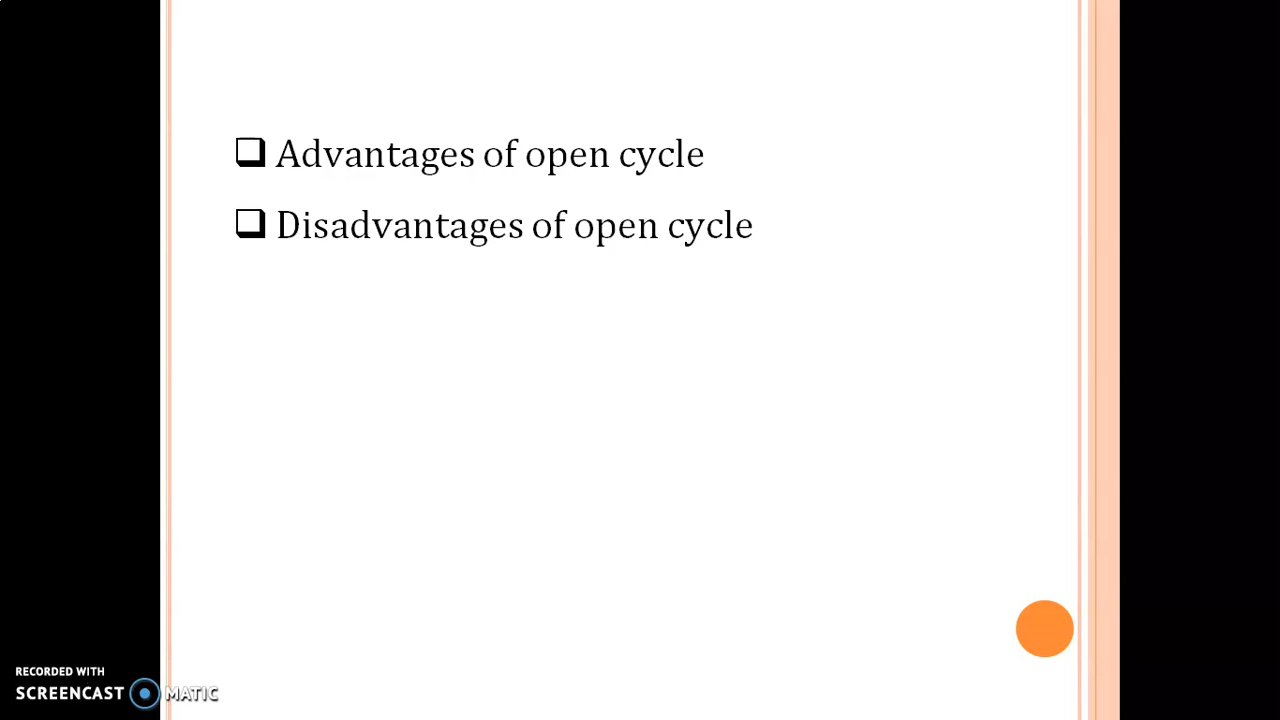 Advantages of open cycle
Disadvantages of open cycle
RECORDED WITH
SCREENCAST MATIC